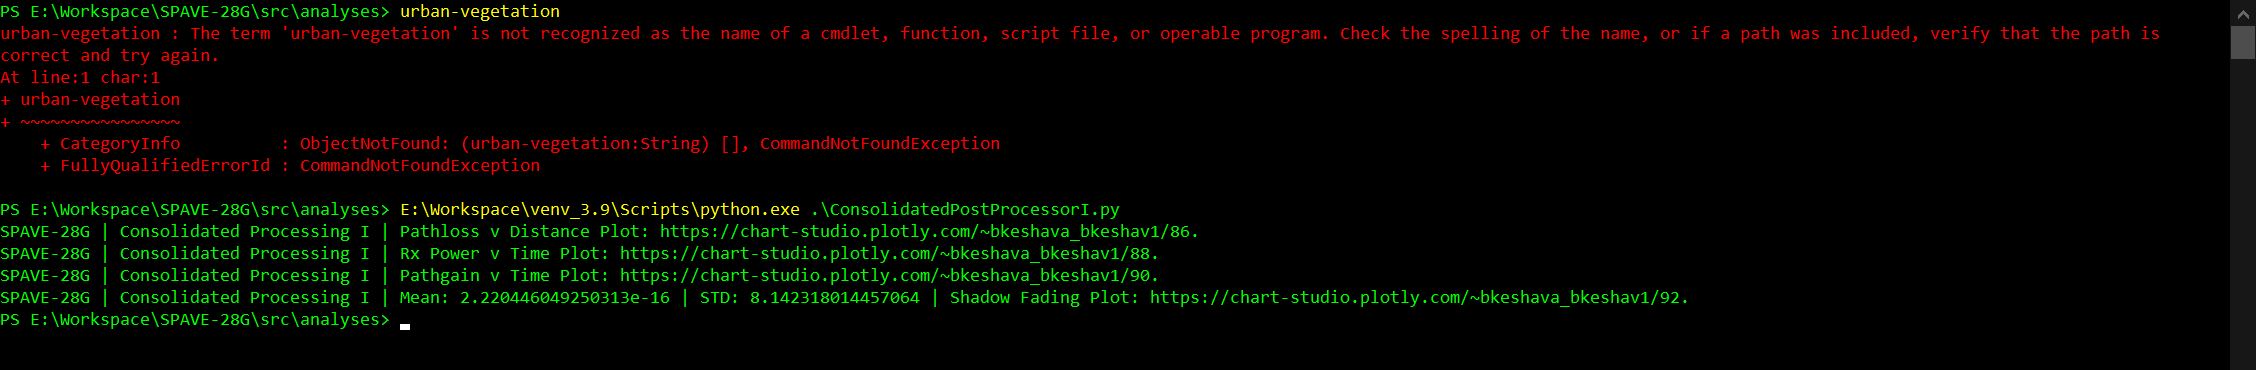 PS E:\Workspace\SPAVE-28G\src\analyses> urban-vegetation
urban-vegetation : The term 'urban-vegetation' is not recognized as the name of a cmdlet, function, script file, or operable program. Check the spelling of the name, or if a path was included, verify that the path is
correct and try again.
At line:1 char:1
+ urban-vegetation
+ ~~~~~~~~~~~~~~~~
    + CategoryInfo          : ObjectNotFound: (urban-vegetation:String) [], CommandNotFoundException
    + FullyQualifiedErrorId : CommandNotFoundException

PS E:\Workspace\SPAVE-28G\src\analyses> E:\Workspace\venv_3.9\Scripts\python.exe .\ConsolidatedPostProcessorI.py
SPAVE-28G | Consolidated Processing I | Pathloss v Distance Plot: https://chart-studio.plotly.com/~bkeshava_bkeshav1/86.
SPAVE-28G | Consolidated Processing I | Rx Power v Time Plot: https://chart-studio.plotly.com/~bkeshava_bkeshav1/88.
SPAVE-28G | Consolidated Processing I | Pathgain v Time Plot: https://chart-studio.plotly.com/~bkeshava_bkeshav1/90.
SPAVE-28G | Consolidated Processing I | Mean: 2.220446049250313e-16 | STD: 8.142318014457064 | Shadow Fading Plot: https://chart-studio.plotly.com/~bkeshava_bkeshav1/92.
PS E:\Workspace\SPAVE-28G\src\analyses>